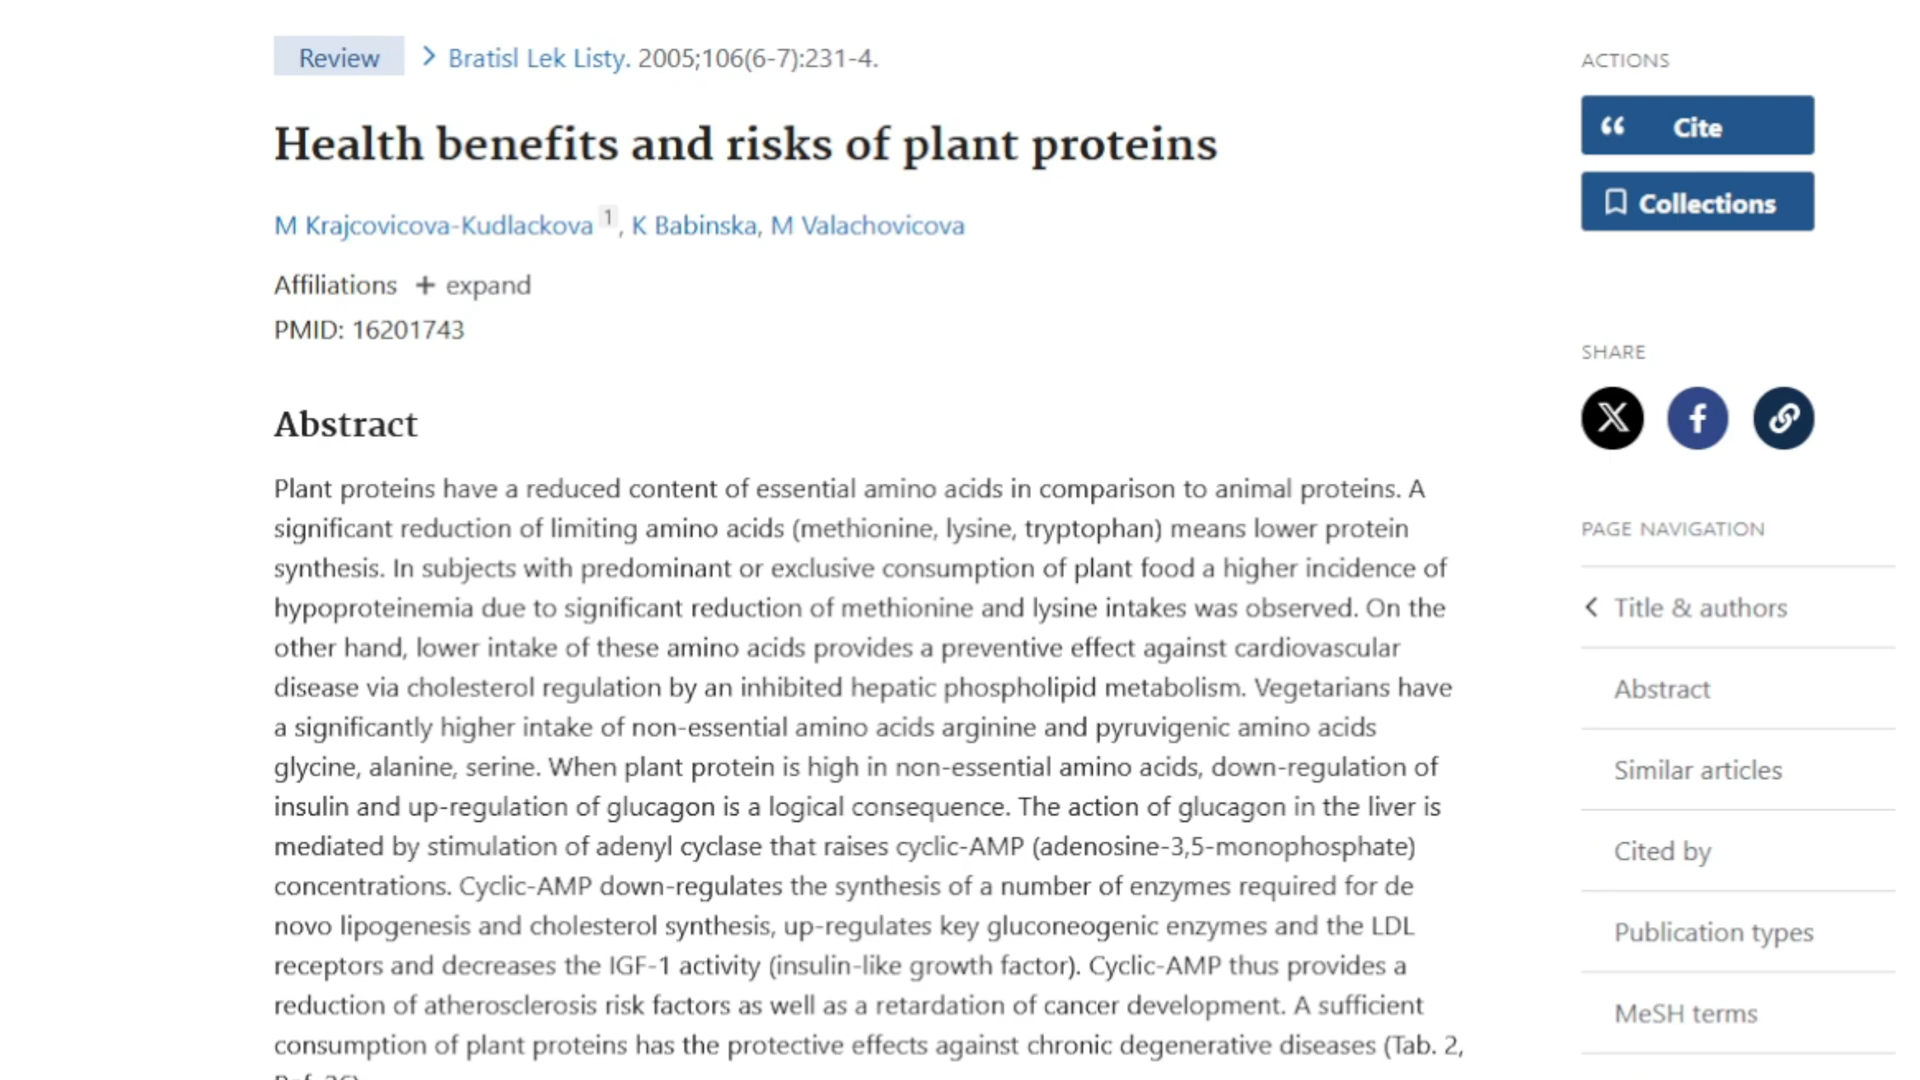 Review > Bratisl Lek Listy. 2005;106(6-7):231-4.
Health benefits and risks of plant proteins
M Krajcovicova-Kudlackova 1, K Babinska, M Valachovicova
Affiliations + expand
PMID: 16201743
Abstract
Plant proteins have a reduced content of essential amino acids in comparison to animal proteins. A
significant reduction of limiting amino acids (methionine, lysine, tryptophan) means lower protein
synthesis. In subjects with predominant or exclusive consumption of plant food a higher incidence of
hypoproteinemia due to significant reduction of methionine and lysine intakes was observed. On the
other hand, lower intake of these amino acids provides a preventive effect against cardiovascular
disease via cholesterol regulation by an inhibited hepatic phospholipid metabolism. Vegetarians have
a significantly higher intake of non-essential amino acids arginine and pyruvigenic amino acids
glycine, alanine, serine. When plant protein is high in non-essential amino acids, down-regulation of
insulin and up-regulation of glucagon is a logical consequence. The action of glucagon in the liver is
mediated by stimulation of adenyl cyclase that raises cyclic-AMP (adenosine-3,5-monophosphate)
concentrations. Cyclic-AMP down-regulates the synthesis of a number of enzymes required for de
novo lipogenesis and cholesterol synthesis, up-regulates key gluconeogenic enzymes and the LDL
receptors and decreases the IGF-1 activity (insulin-like growth factor). Cyclic-AMP thus provides a
reduction of atherosclerosis risk factors as well as a retardation of cancer development. A sufficient
consumption of plant proteins has the protective effects against chronic degenerative diseases (Tab. 2,
ACTIONS
Cite
Collections
SHARE
PAGE NAVIGATION
Title & authors
Abstract
Similar articles
Cited by
Publication types
MeSH terms